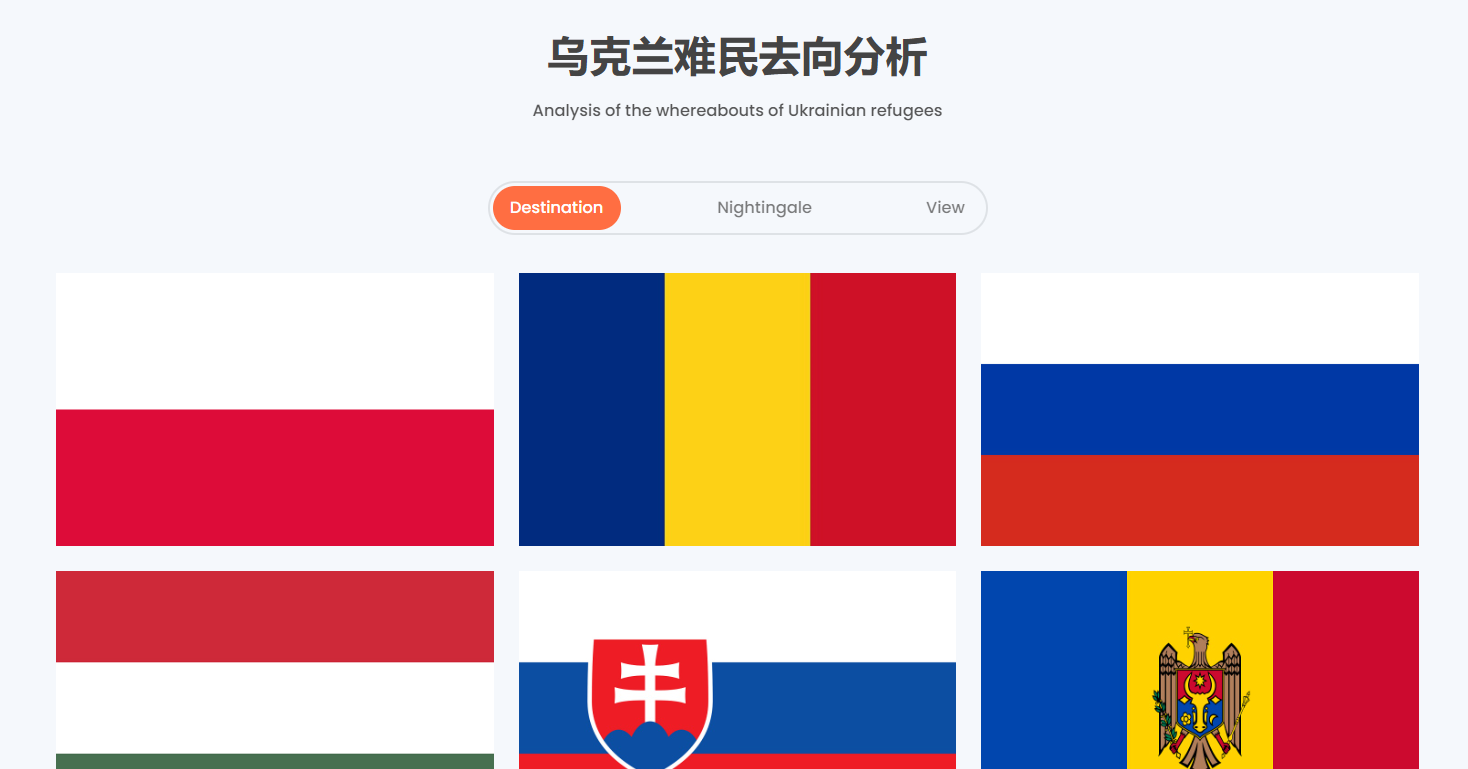 乌克兰难民去向分析
Analysis of the whereabouts of Ukrainian refugees
Destination
Nightingale
View